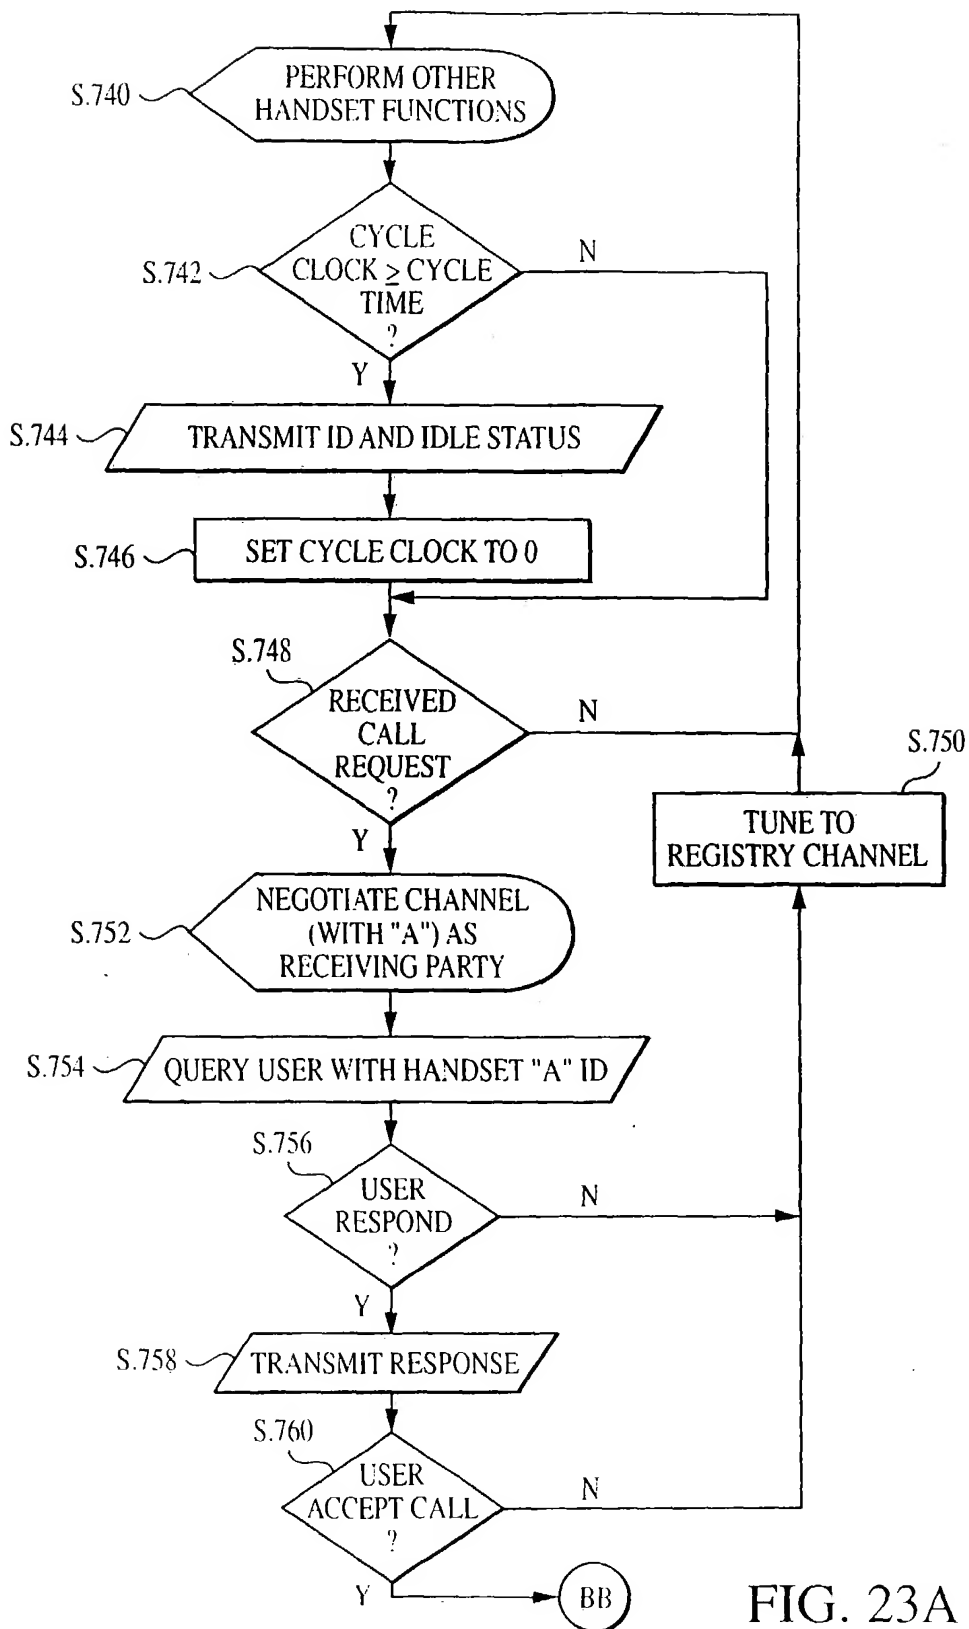 S.740
PERFORM OTHER
HANDSET FUNCTIONS
S.742
CYCLE
CLOCK ≥ CYCLE
TIME
?
N
Y
S.744
TRANSMIT ID AND IDLE STATUS
S.746
SET CYCLE CLOCK TO 0
S.748
RECEIVED
CALL
REQUEST
?
N
Y
S.750
TUNE TO
REGISTRY CHANNEL
S.752
NEGOTIATE CHANNEL
(WITH "A") AS
RECEIVING PARTY
S.754
QUERY USER WITH HANDSET "A" ID
S.756
USER
RESPOND
?
N
Y
S.758
TRANSMIT RESPONSE
S.760
USER
ACCEPT CALL
?
N
Y
BB
FIG. 23A